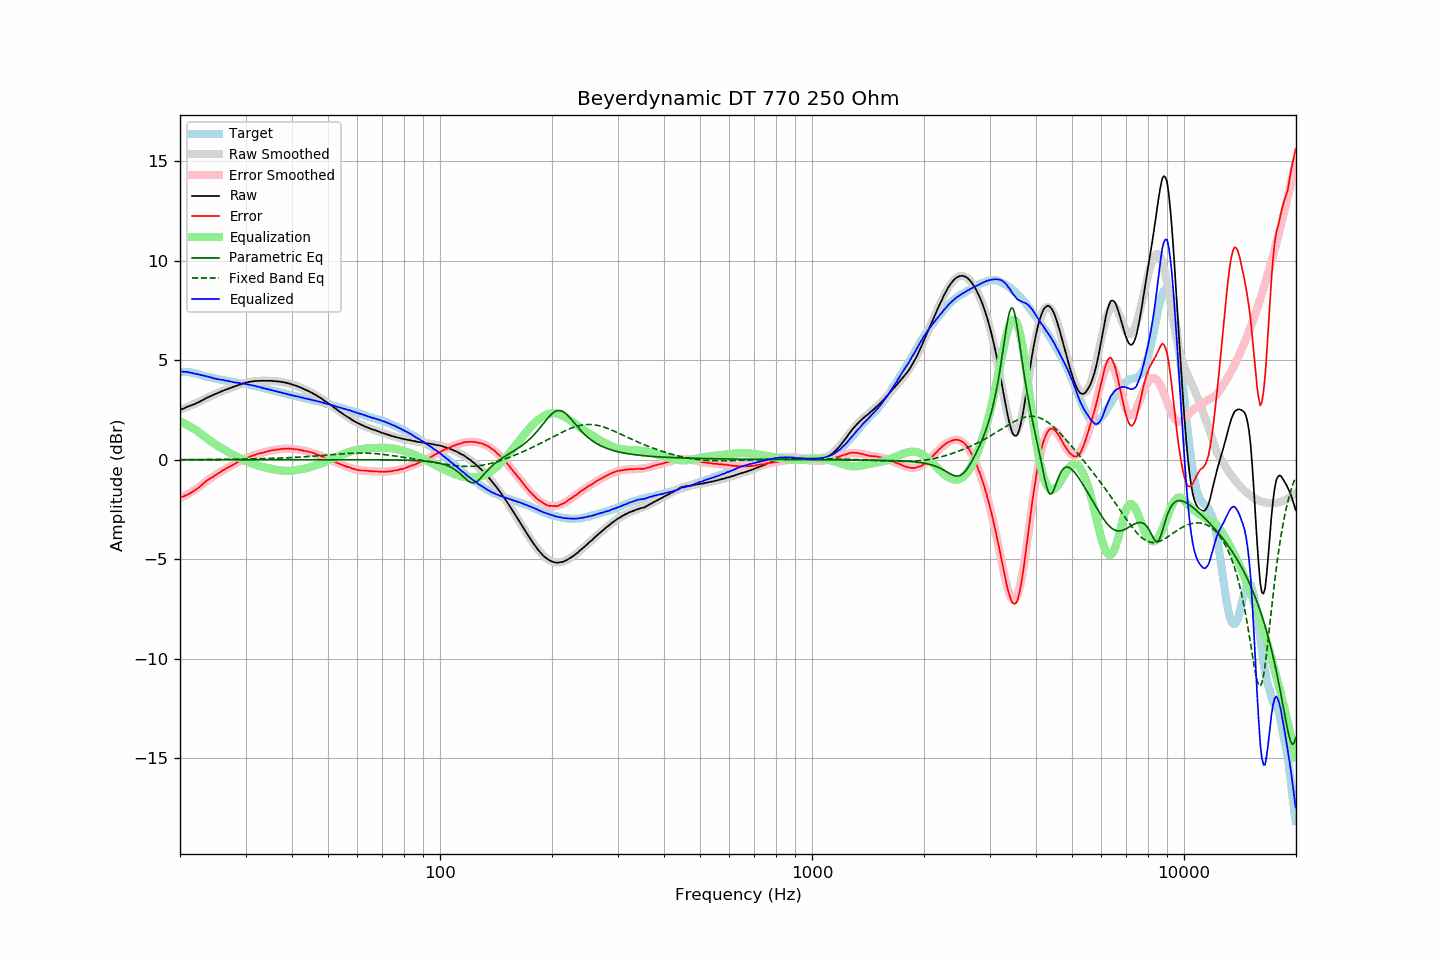 Beyerdynamic DT 770 250 Ohm
Target
Raw Smoothed
Error Smoothed
Raw
Error
Equalization
Parametric Eq
Fixed Band Eq
Equalized
15
10
5
0
−5
−10
−15
Amplitude (dBr)
100
1000
10000
Frequency (Hz)